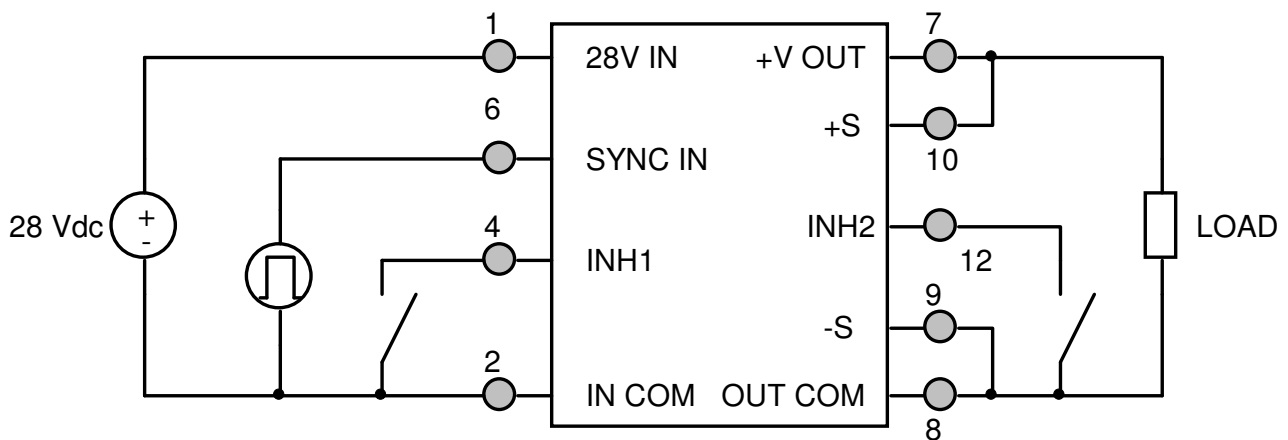 1
7
28V IN
+V OUT
6
+S
SYNC IN
10
28 Vdc
+
-
4
INH1
INH2
12
LOAD
9
-S
2
IN COM
OUT COM
8